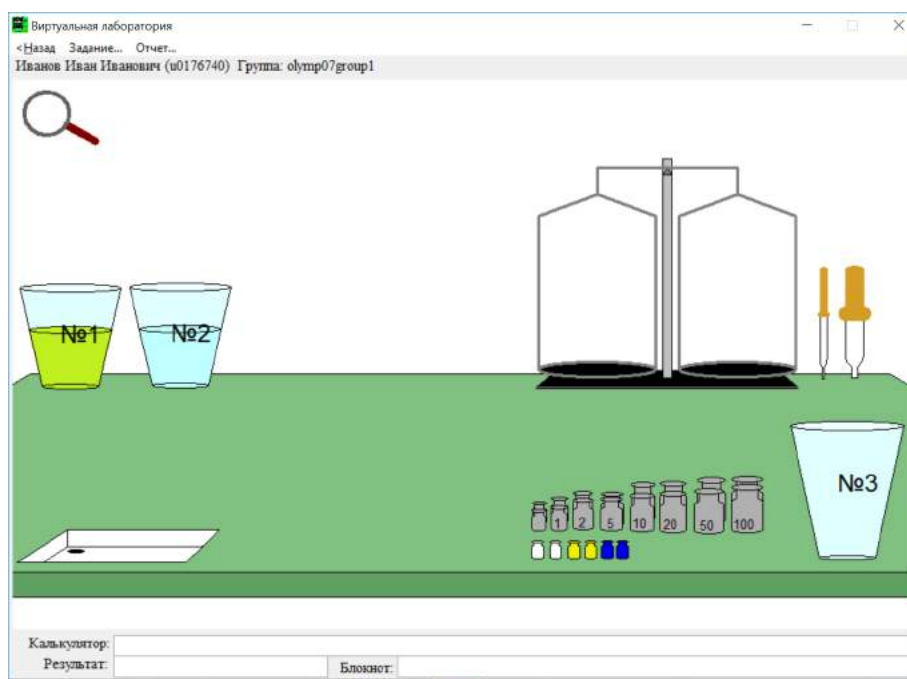 Виртуальная лаборатория
<Назад Задание... Отчет...
Иванов Иван Иванович (u0176740) Группа: olymp07group1
№1 №2
№3
1 2 5 10 20 50 100
Калькулятор:
Результат: Блокнот: